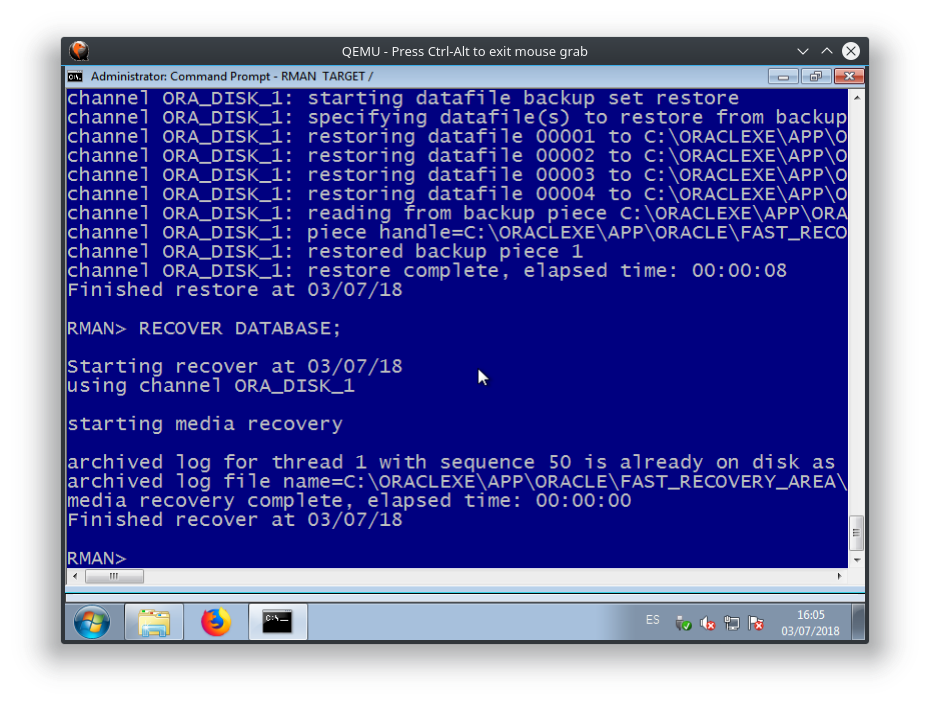 QEMU - Press Ctrl-Alt to exit mouse grab
Administrator: Command Prompt - RMAN TARGET /
channel ORA_DISK_1: starting datafile backup set restore
channel ORA_DISK_1: specifying datafile(s) to restore from backup
channel ORA_DISK_1: restoring datafile 00001 to C:\ORACLEXE\APP\O
channel ORA_DISK_1: restoring datafile 00002 to C:\ORACLEXE\APP\O
channel ORA_DISK_1: restoring datafile 00003 to C:\ORACLEXE\APP\O
channel ORA_DISK_1: restoring datafile 00004 to C:\ORACLEXE\APP\O
channel ORA_DISK_1: reading from backup piece C:\ORACLEXE\APP\ORA
channel ORA_DISK_1: piece handle=C:\ORACLEXE\APP\ORACLE\FAST_RECO
channel ORA_DISK_1: restored backup piece 1
channel ORA_DISK_1: restore complete, elapsed time: 00:00:08
Finished restore at 03/07/18
RMAN> RECOVER DATABASE;
Starting recover at 03/07/18
using channel ORA_DISK_1
starting media recovery
archived log for thread 1 with sequence 50 is already on disk as
archived log file name=C:\ORACLEXE\APP\ORACLE\FAST_RECOVERY_AREA\
media recovery complete, elapsed time: 00:00:00
Finished recover at 03/07/18
RMAN>
C:\_
ES
16:05
03/07/2018